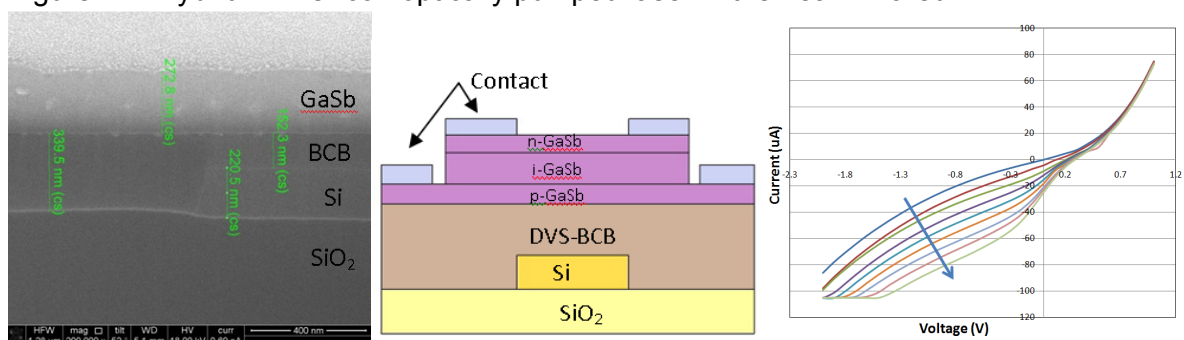 272.8 nm (cs)
GaSb
339.5 nm (cs)
BCB
220.5 nm (cs)
Si
SiO2
HFW
mag
tilt
WD
HV
curr
400 nm
Contact
n-GaSb
i-GaSb
p-GaSb
DVS-BCB
Si
SiO2
Current (uA)
100
80
60
40
20
0
-20
-40
-60
-80
100
120
-2.3
-1.8
-1.3
-0.8
-0.3
0.2
0.7
1.2
Voltage (V)